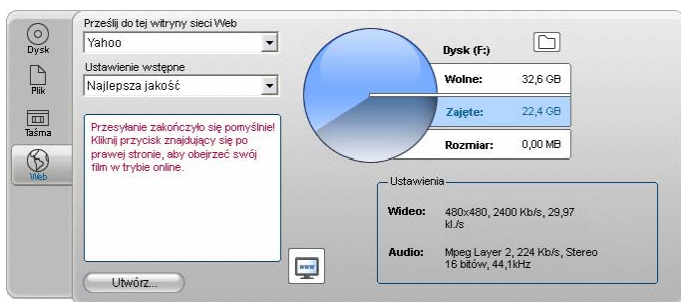 Dysk
Plik
Taśma
Web
Prześlij do tej witryny sieci Web
Yahoo
Ustawienie wstępne
Najlepsza jakość
Przesyłanie zakończyło się pomyślnie!
Kliknij przycisk znajdujący się po
prawej stronie, aby obejrzeć swój
film w trybie online.
www
Utwórz...
Dysk (F:)
Wolne: 32,6 GB
Zajęte: 22,4 GB
Rozmiar: 0,00 MB
Ustawienia
Wideo: 480x480, 2400 Kb/s, 29,97
kl./s
Audio: Mpeg Layer 2, 224 Kb/s, Stereo
16 bitów, 44,1kHz